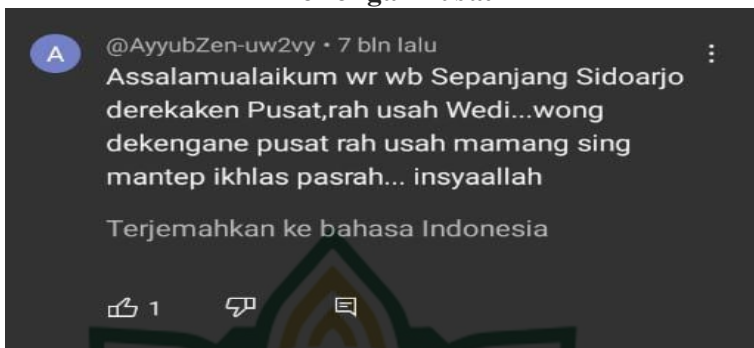 A
@AyyubZen-uw2vy • 7 bln lalu
Assalamualaikum wr wb Sepanjang Sidoarjo
derekaken Pusat,rah usah Wedi...wong
dekengane pusat rah usah mamang sing
mantep ikhlas pasrah... insyaallah
Terjemahkan ke bahasa Indonesia
1